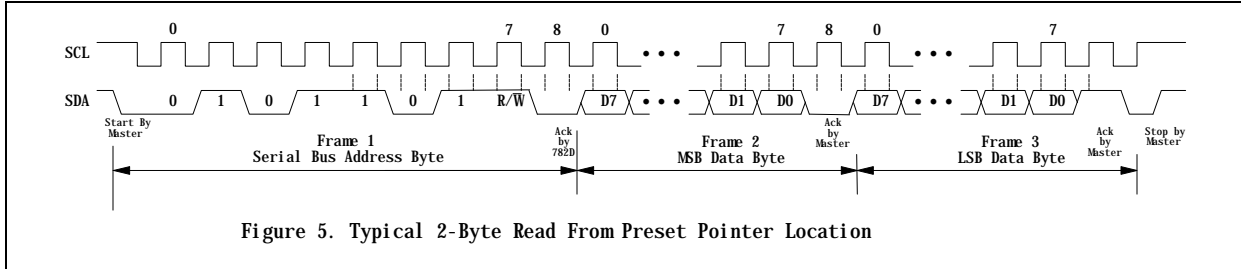 0 7 8 0 7 8 0 7
SCL
SDA 0 1 0 1 1 0 1 R/W D7 D1 D0 D7 D1 D0
Start By
Master
Frame 1
Serial Bus Address Byte
Ack
by
782D
Frame 2
MSB Data Byte
Ack
by
Master
Frame 3
LSB Data Byte
Ack
by
Master
Stop by
Master
Figure 5. Typical 2-Byte Read From Preset Pointer Location